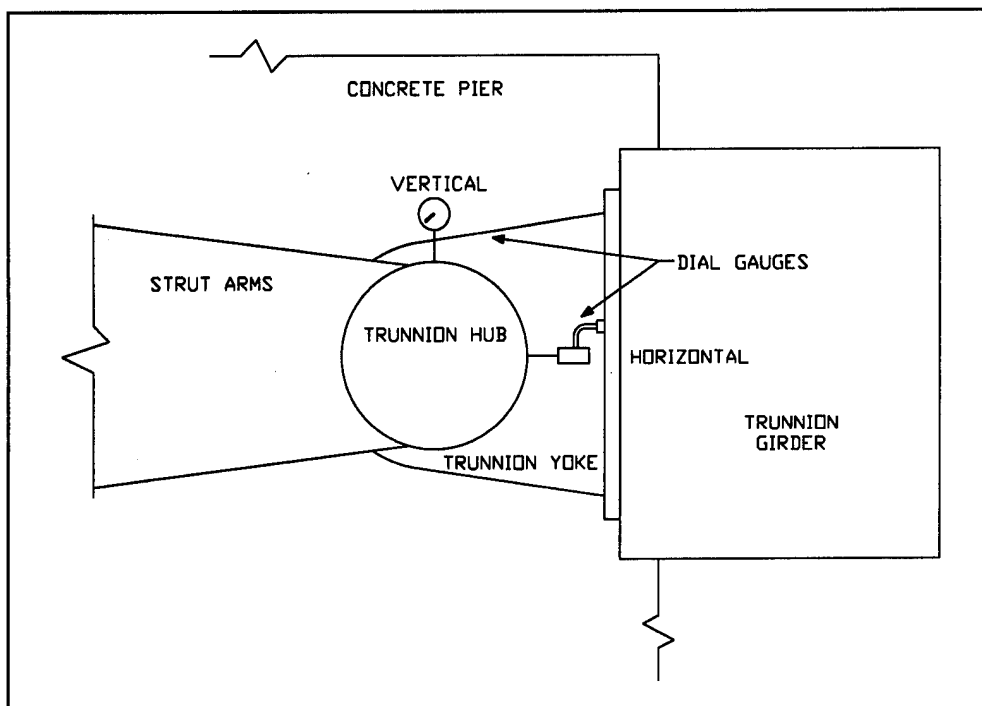 CONCRETE PIER
VERTICAL
DIAL GAUGES
STRUT ARMS
TRUNNION HUB
HORIZONTAL
TRUNNION
GIRDER
TRUNNION YOKE